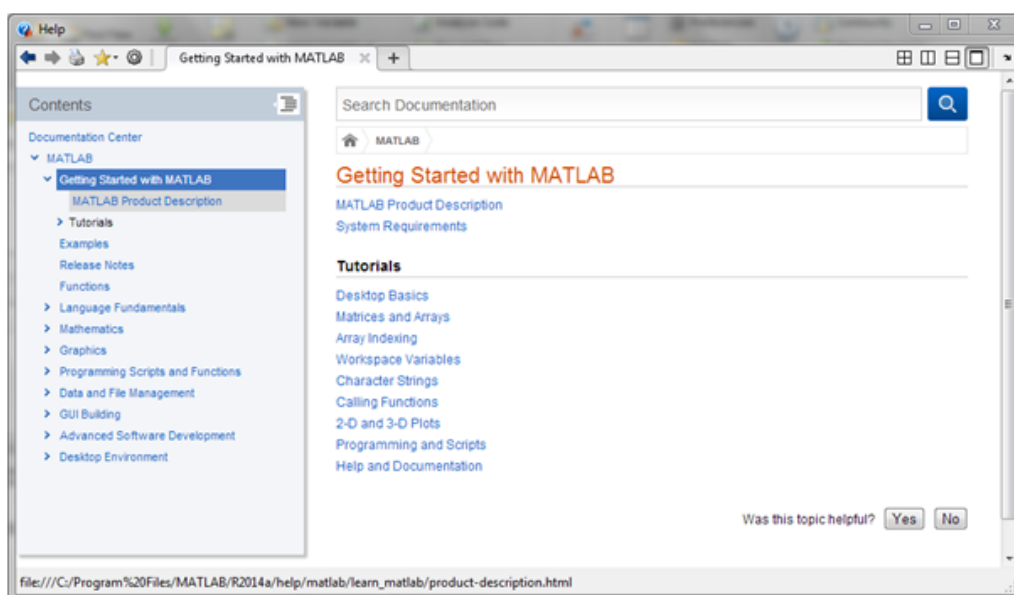 Help
Getting Started with MATLAB
Contents
Documentation Center
MATLAB
Getting Started with MATLAB
MATLAB Product Description
Tutorials
Examples
Release Notes
Functions
Language Fundamentals
Mathematics
Graphics
Programming Scripts and Functions
Data and File Management
GUI Building
Advanced Software Development
Desktop Environment
Search Documentation
MATLAB
Getting Started with MATLAB
MATLAB Product Description
System Requirements
Tutorials
Desktop Basics
Matrices and Arrays
Array Indexing
Workspace Variables
Character Strings
Calling Functions
2-D and 3-D Plots
Programming and Scripts
Help and Documentation
Was this topic helpful? Yes No
file:///C:/Program%20Files/MATLAB/R2014a/help/matlab/learn_matlab/product-description.html